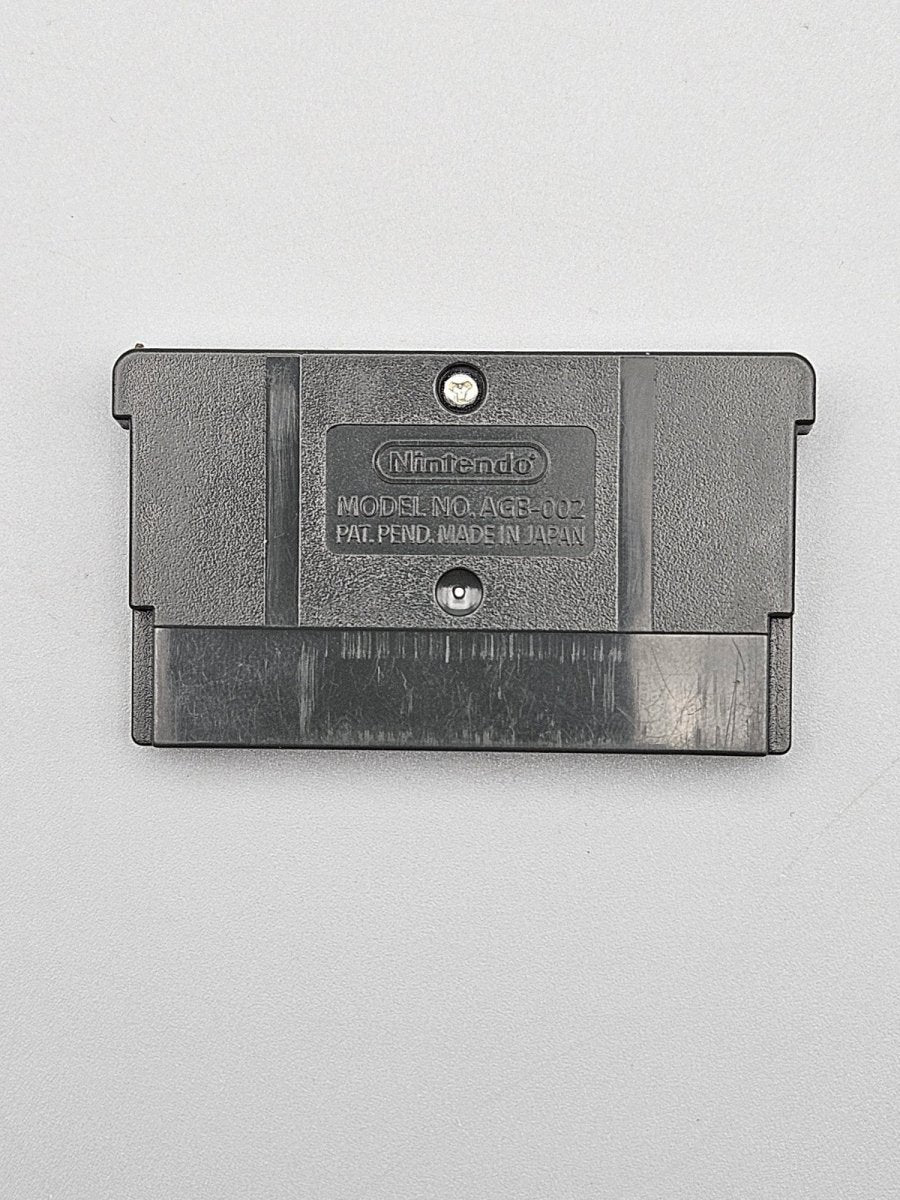 Nintendo
MODEL NO. AGB-002
PAT. PEND. MADE IN JAPAN